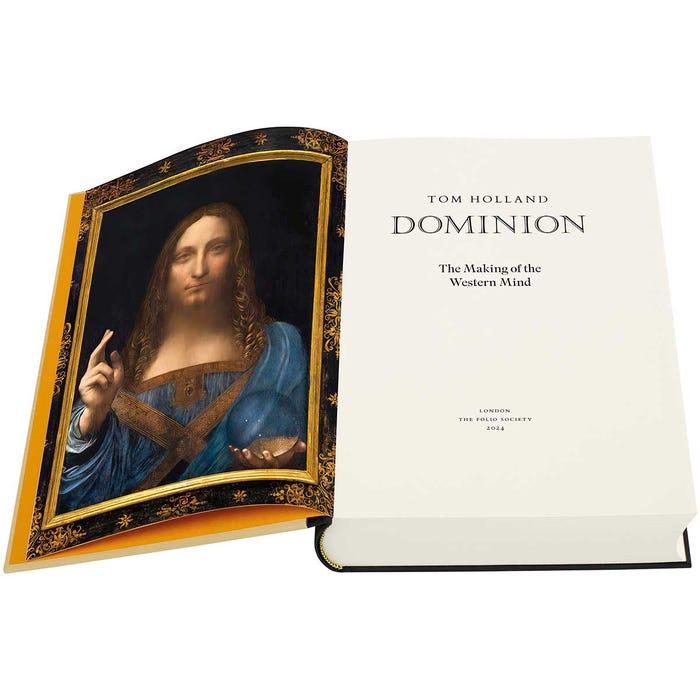 TOM HOLLAND
DOMINION
The Making of the
Western Mind
LONDON
THE FOLIO SOCIETY
2024